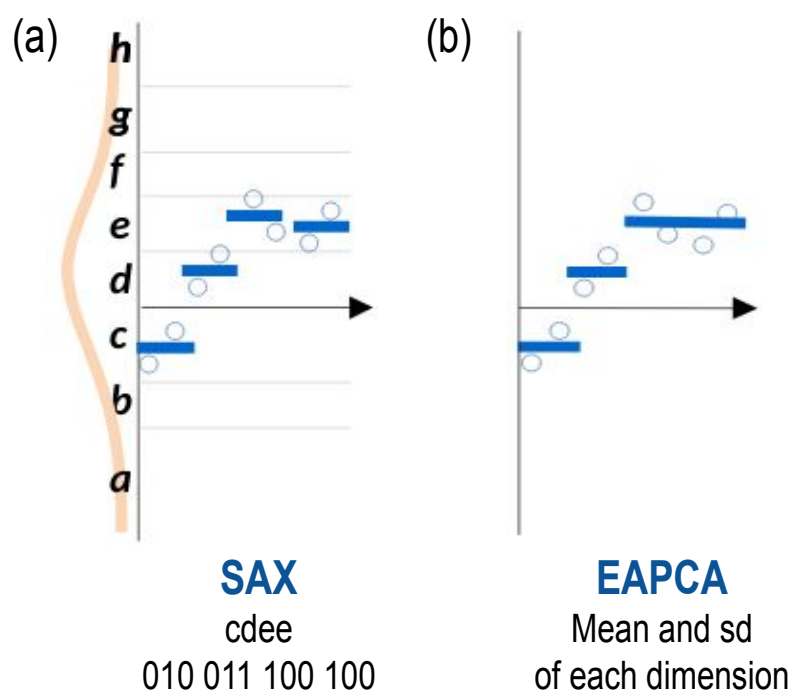 (a)
h
g
f
e
d
c
b
a
SAX
cdee
010 011 100 100
(b)
EAPCA
Mean and sd
of each dimension